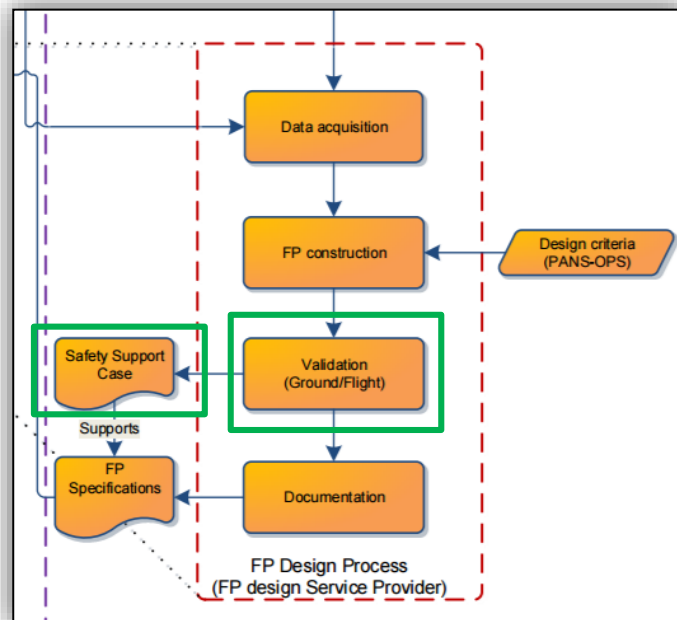 Data acquisition
FP construction
Design criteria
(PANS-OPS)
Safety Support
Case
Validation
(Ground/Flight)
Supports
FP
Specifications
Documentation
FP Design Process
(FP design Service Provider)